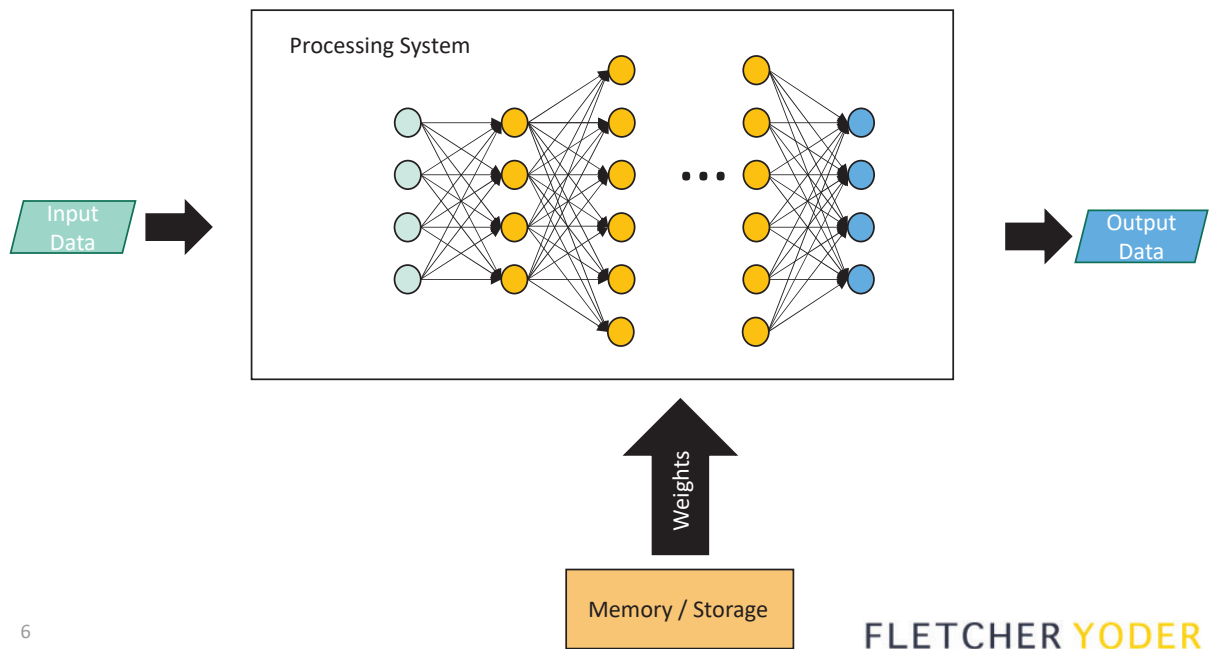 Processing System
Input
Data
Output
Data
Weights
Memory / Storage
6
FLETCHER YODER